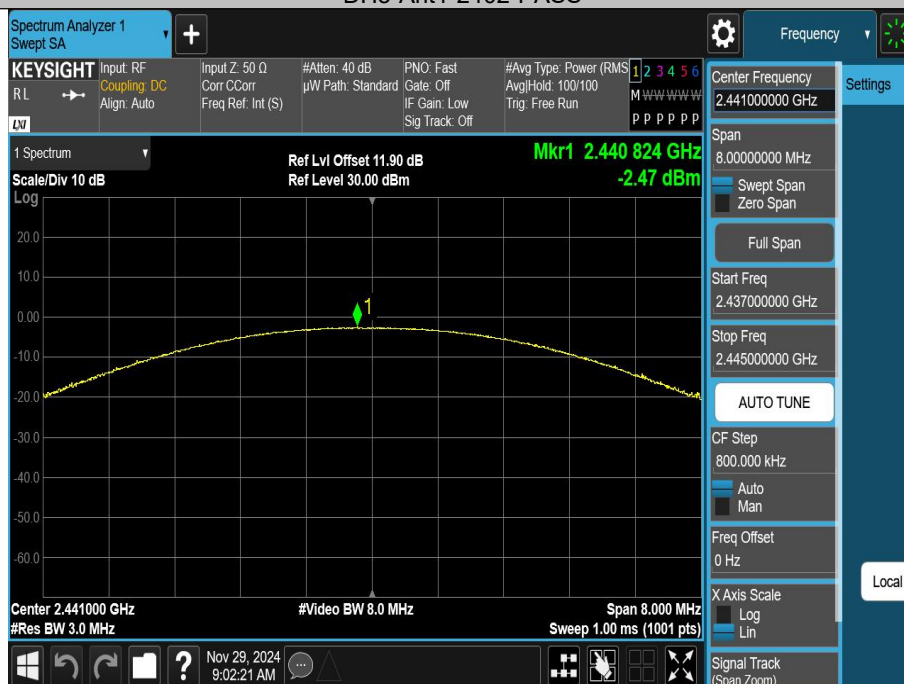 Spectrum Analyzer 1
Swept SA
Frequency
KEYSIGHT
RL
LXI
Input: RF
Coupling: DC
Align: Auto
Input Z: 50 Ω
Corr CCorr
Freq Ref: Int (S)
#Atten: 40 dB
µW Path: Standard
PNO: Fast
Gate: Off
IF Gain: Low
Sig Track: Off
#Avg Type: Power (RMS
Avg|Hold: 100/100
Trig: Free Run
1 2 3 4 5 6
M W W W W W
P P P P P P
Center Frequency
2.441000000 GHz
Settings
Span
8.00000000 MHz
Swept Span
Zero Span
Full Span
Start Freq
2.437000000 GHz
Stop Freq
2.445000000 GHz
AUTO TUNE
CF Step
800.000 kHz
Auto
Man
Freq Offset
0 Hz
X Axis Scale
Log
Lin
Signal Track
(Span Zoom)
Local
1 Spectrum
Scale/Div 10 dB
Log
Ref Lvl Offset 11.90 dB
Ref Level 30.00 dBm
Mkr1 2.440 824 GHz
-2.47 dBm
20.0
10.0
0.00
-10.0
-20.0
-30.0
-40.0
-50.0
-60.0
1
Center 2.441000 GHz
#Res BW 3.0 MHz
#Video BW 8.0 MHz
Span 8.000 MHz
Sweep 1.00 ms (1001 pts)
?
Nov 29, 2024
9:02:21 AM